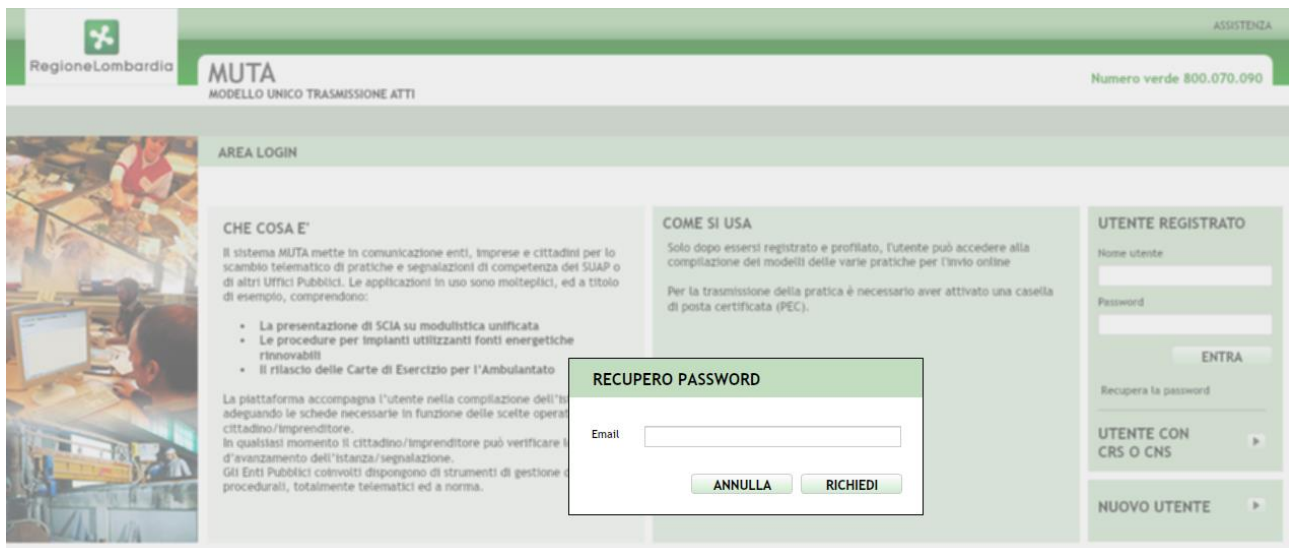 ASSISTENZA
RegioneLombardia
MUTA
MODELLO UNICO TRASMISSIONE ATTI
Numero verde 800.070.090
AREA LOGIN
CHE COSA E'
Il sistema MUTA mette in comunicazione enti, imprese e cittadini per lo
scambio telematico di pratiche e segnalazioni di competenza dei SUAP o
di altri Uffici Pubblici. Le applicazioni in uso sono molteplici, ed a titolo
di esempio, comprendono:
• La presentazione di SCIA su modulistica unificata
• Le procedure per impianti utilizzanti fonti energetiche
rinnovabili
• Il rilascio delle Carte di Esercizio per l'Ambulantato
La piattaforma accompagna l'utente nella compilazione dell'
adeguando le schede necessarie in funzione delle scelte
cittadino/imprenditore.
In qualsiasi momento il cittadino/imprenditore può verificare
d'avanzamento dell'istanza/segnalazione.
Gli Enti Pubblici coinvolti dispongono di strumenti di gestione
procedurali, totalmente telematici ed a norma.
COME SI USA
Solo dopo essersi registrato e profilato, l'utente può accedere alla
compilazione dei modelli delle varie pratiche per l'invio online
Per la trasmissione della pratica è necessario aver attivato una casella
di posta certificata (PEC).
RECUPERO PASSWORD
Email
ANNULLA RICHIEDI
UTENTE REGISTRATO
Nome utente
Password
ENTRA
Recupera la password
UTENTE CON
CRS O CNS
NUOVO UTENTE